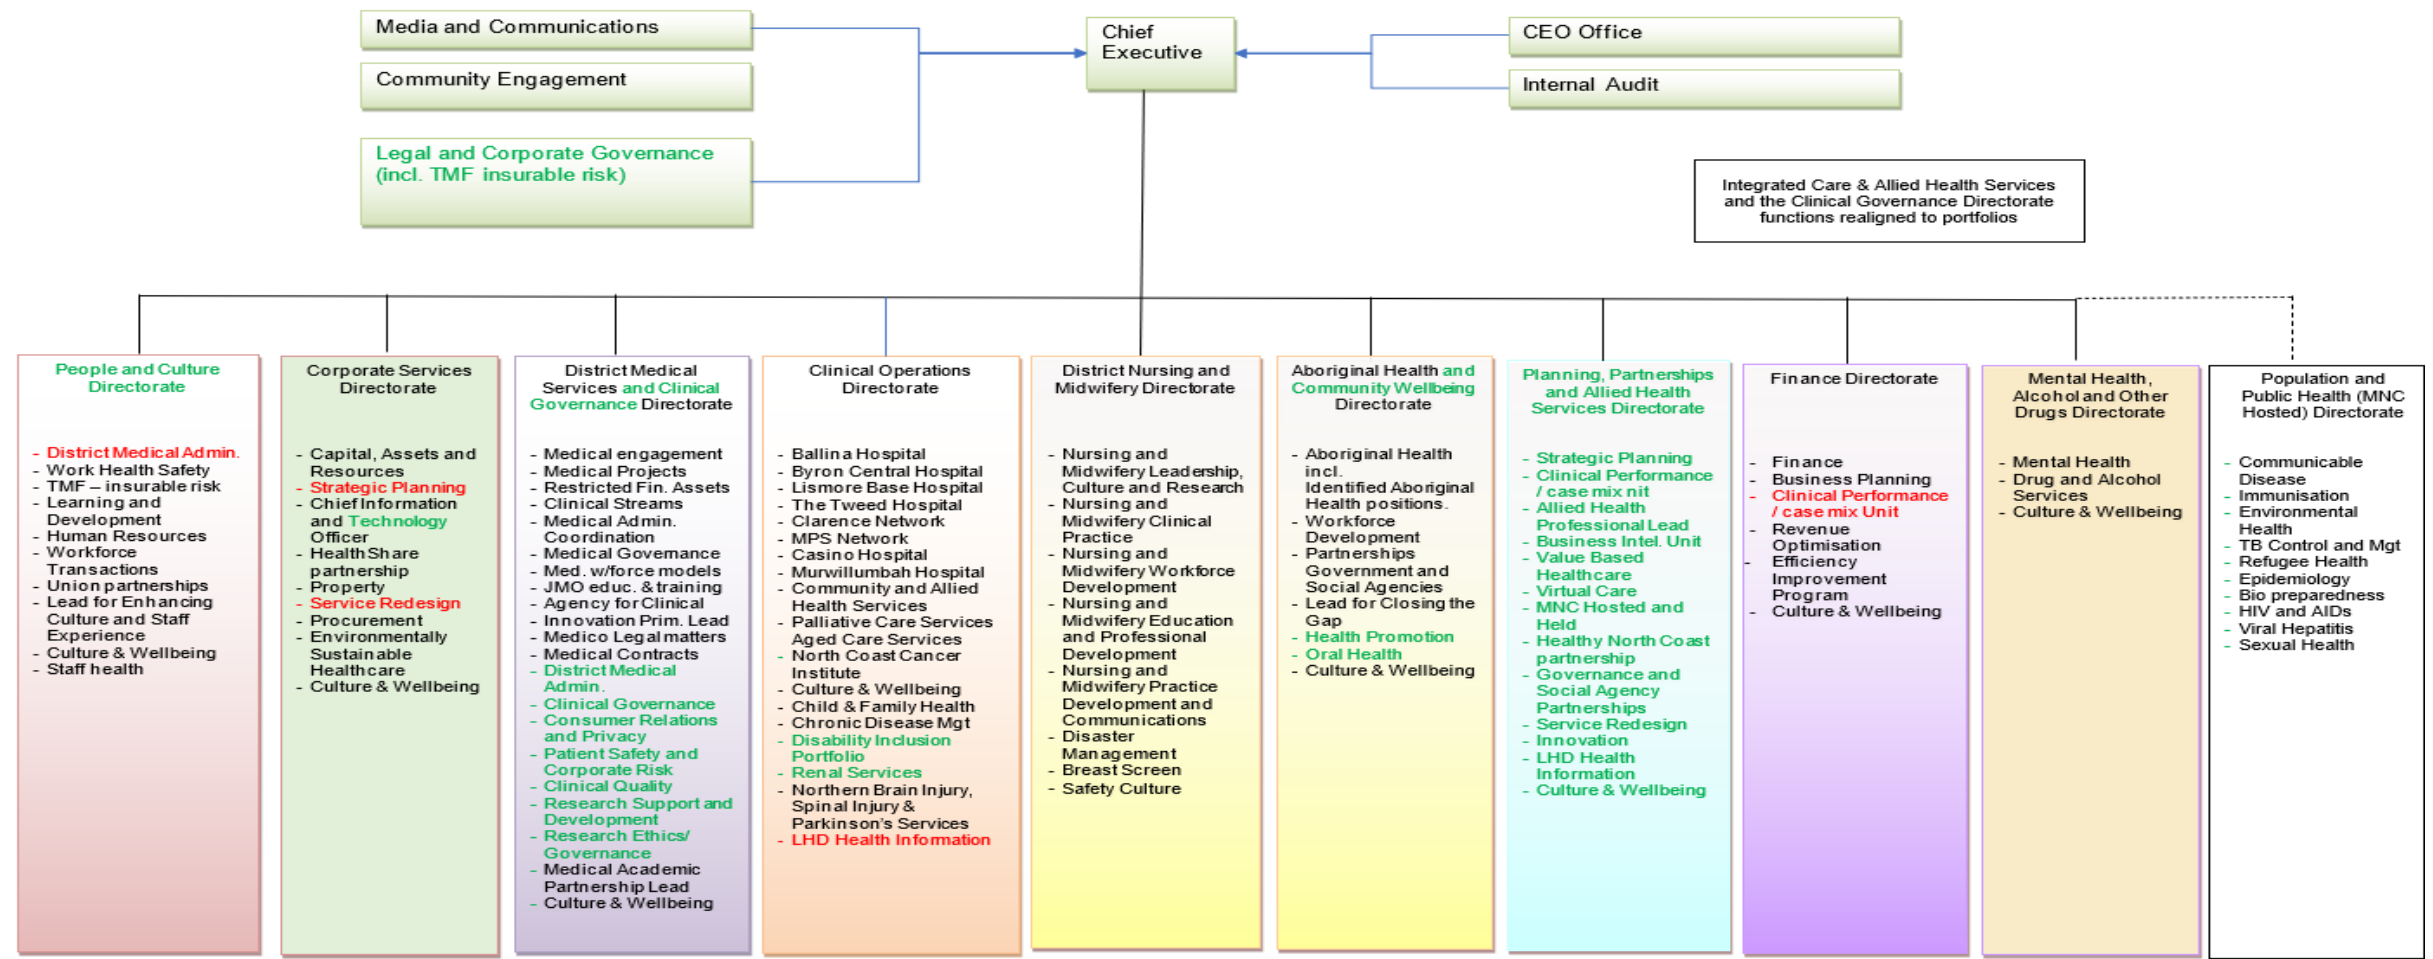 Media and Communications
Community Engagement
Legal and Corporate Governance
(incl. TMF insurable risk)
Chief
Executive
CEO Office
Internal Audit
Integrated Care & Allied Health Services
and the Clinical Governance Directorate
functions realigned to portfolios
People and Culture
Directorate
- District Medical Admin.
- Work Health Safety
- TMF – insurable risk
- Learning and
Development
- Human Resources
- Workforce
Transactions
- Union partnerships
- Lead for Enhancing
Culture and Staff
Experience
- Culture & Wellbeing
- Staff health
Corporate Services
Directorate
- Capital, Assets and
Resources
- Strategic Planning
- Chief Information
and Technology
Officer
- HealthShare
partnership
- Property
- Service Redesign
- Procurement
- Environmentally
Sustainable
Healthcare
- Culture & Wellbeing
District Medical
Services and Clinical
Governance Directorate
- Medical engagement
- Medical Projects
- Restricted Fin. Assets
- Clinical Streams
- Medical Admin.
Coordination
- Medical Governance
- Med. w/force models
- JMO educ. & training
- Agency for Clinical
- Innovation Prim. Lead
- Medico Legal matters
- Medical Contracts
- District Medical
Admin.
- Clinical Governance
- Consumer Relations
and Privacy
- Patient Safety and
Corporate Risk
- Clinical Quality
- Research Support and
Development
- Research Ethics/
Governance
- Medical Academic
Partnership Lead
- Culture & Wellbeing
Clinical Operations
Directorate
- Ballina Hospital
- Byron Central Hospital
- Lismore Base Hospital
- The Tweed Hospital
- Clarence Network
- MPS Network
- Casino Hospital
- Murwillumbah Hospital
- Community and Allied
Health Services
- Palliative Care Services
Aged Care Services
- North Coast Cancer
Institute
- Culture & Wellbeing
- Child & Family Health
- Chronic Disease Mgt
- Disability Inclusion
Portfolio
- Renal Services
- Northern Brain Injury,
Spinal Injury &
Parkinson's Services
- LHD Health Information
District Nursing and
Midwifery Directorate
- Nursing and
Midwifery Leadership,
Culture and Research
- Nursing and
Midwifery Clinical
Practice
- Nursing and
Midwifery Workforce
Development
- Nursing and
Midwifery Education
and Professional
Development
- Nursing and
Midwifery Practice
Development and
Communications
- Disaster
Management
- Breast Screen
- Safety Culture
Aboriginal Health and
Community Wellbeing
Directorate
- Aboriginal Health
incl.
Identified Aboriginal
Health positions.
- Workforce
Development
- Partnerships
Government and
Social Agencies
- Lead for Closing the
Gap
- Health Promotion
- Oral Health
- Culture & Wellbeing
Planning, Partnerships
and Allied Health
Services Directorate
- Strategic Planning
- Clinical Performance
/ case mix nit
- Allied Health
Professional Lead
- Business Intel. Unit
- Value Based
Healthcare
- Virtual Care
- MNC Hosted and
Held
- Healthy North Coast
partnership
- Governance and
Social Agency
Partnerships
- Service Redesign
- Innovation
- LHD Health
Information
- Culture & Wellbeing
Finance Directorate
- Finance
- Business Planning
- Clinical Performance
/ case mix Unit
- Revenue
Optimisation
- Efficiency
Improvement
Program
- Culture & Wellbeing
Mental Health,
Alcohol and Other
Drugs Directorate
- Mental Health
- Drug and Alcohol
Services
- Culture & Wellbeing
Population and
Public Health (MNC
Hosted) Directorate
- Communicable
Disease
- Immunisation
- Environmental
Health
- TB Control and Mgt
- Refugee Health
- Epidemiology
- Bio preparedness
- HIV and AIDs
- Viral Hepatitis
- Sexual Health